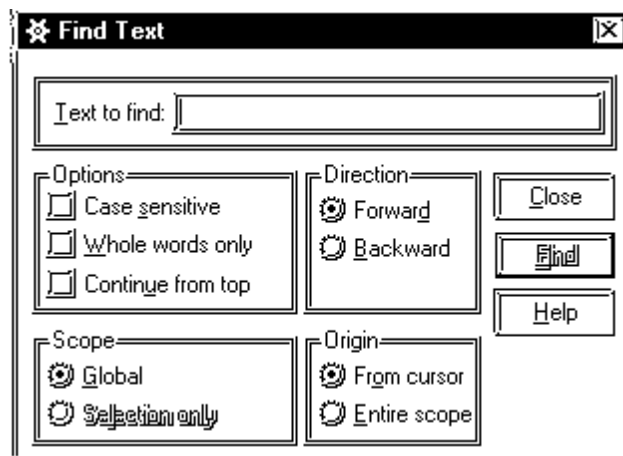 Find Text
Text to find:
Options
Case sensitive
Whole words only
Continue from top
Direction
Forward
Backward
Close
Find
Help
Scope
Global
Selection only
Origin
From cursor
Entire scope